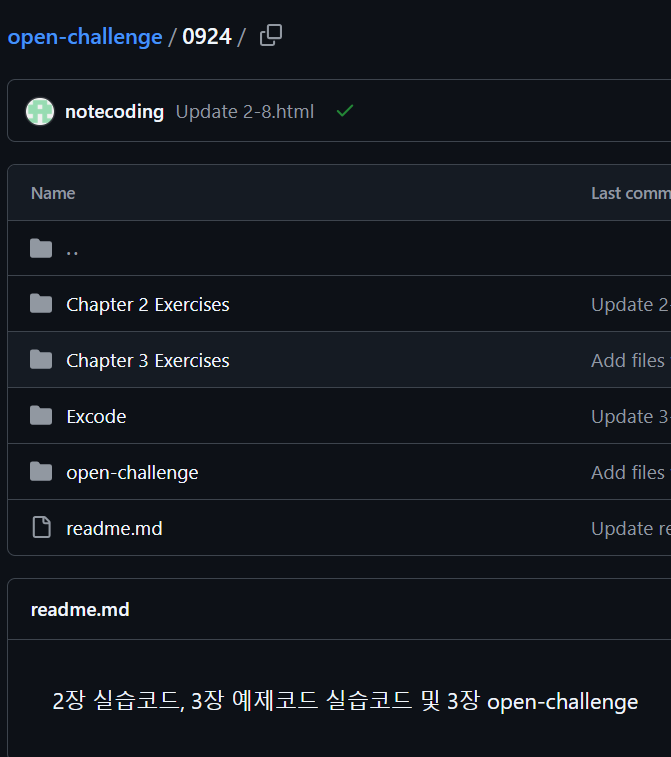 open-challenge / 0924 /
notecoding Update 2-8.html
Name Last comm
..
Chapter 2 Exercises Update 2-
Chapter 3 Exercises Add files
Excode Update 3-
open-challenge Add files
readme.md Update re
readme.md
2장 실습코드, 3장 예제코드 실습코드 및 3장 open-challenge